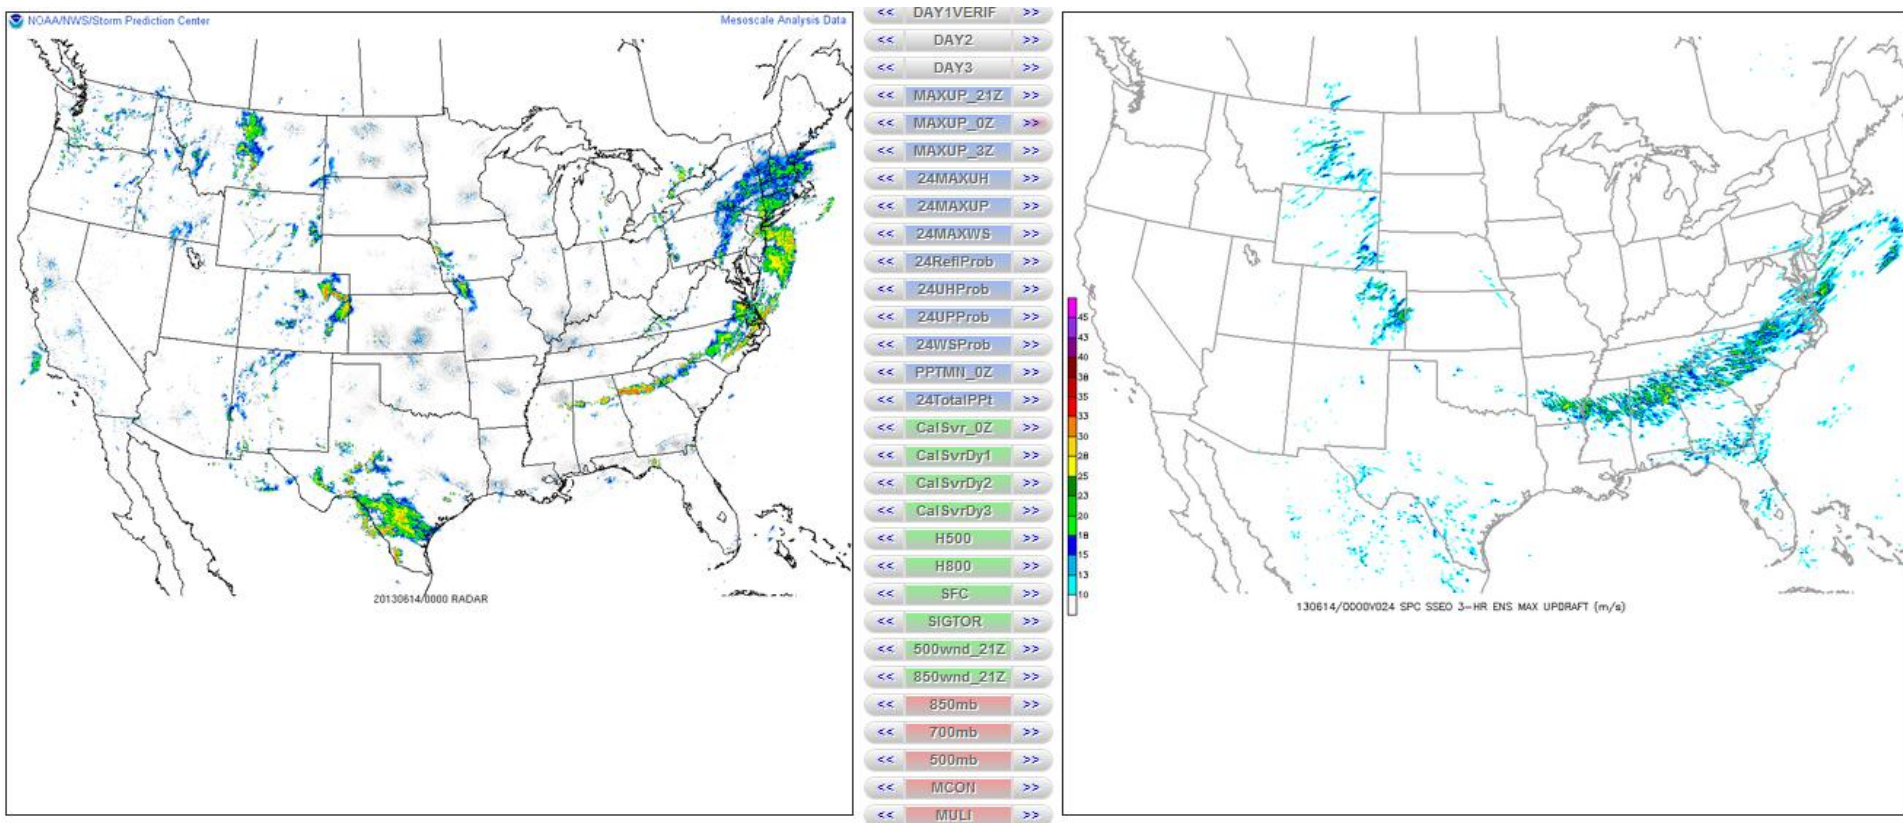 NOAA/NWS/Storm Prediction Center
Mesoscale Analysis Data
20130614/0000 RADAR
<< DAY1VERIF >>
<< DAY2 >>
<< DAY3 >>
<< MAXUP_21Z >>
<< MAXUP_0Z >>
<< MAXUP_3Z >>
<< 24MAXUH >>
<< 24MAXUP >>
<< 24MAXWS >>
<< 24ReflProb >>
<< 24UHProb >>
<< 24UPProb >>
<< 24WSProb >>
<< PPTMN_0Z >>
<< 24TotalPPt >>
<< CalSvr_0Z >>
<< CalSvrDy1 >>
<< CalSvrDy2 >>
<< CalSvrDy3 >>
<< H500 >>
<< H800 >>
<< SFC >>
<< SIGTOR >>
<< 500wnd_21Z >>
<< 850wnd_21Z >>
<< 850mb >>
<< 700mb >>
<< 500mb >>
<< MCON >>
<< MULI >>
45
43
40
38
35
33
30
28
25
23
20
18
15
13
10
130614/0000V024 SPC SSEO 3-HR ENS MAX UPDRAFT (m/s)